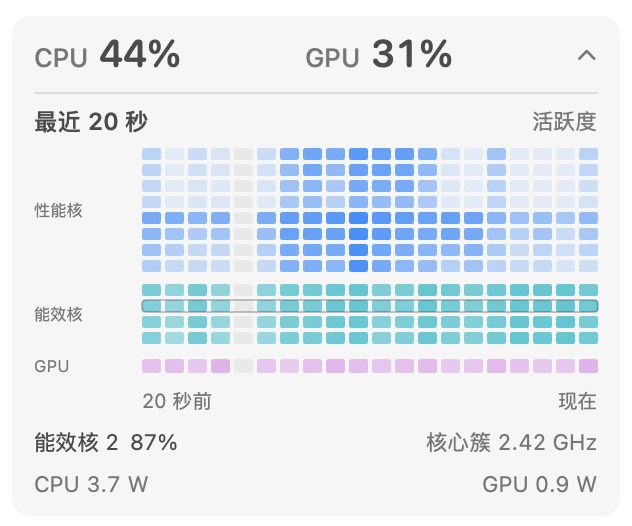 CPU 44% GPU 31%
最近 20 秒 活跃度
性能核
能效核
GPU
20 秒前 现在
能效核 2 87% 核心簇 2.42 GHz
CPU 3.7 W GPU 0.9 W